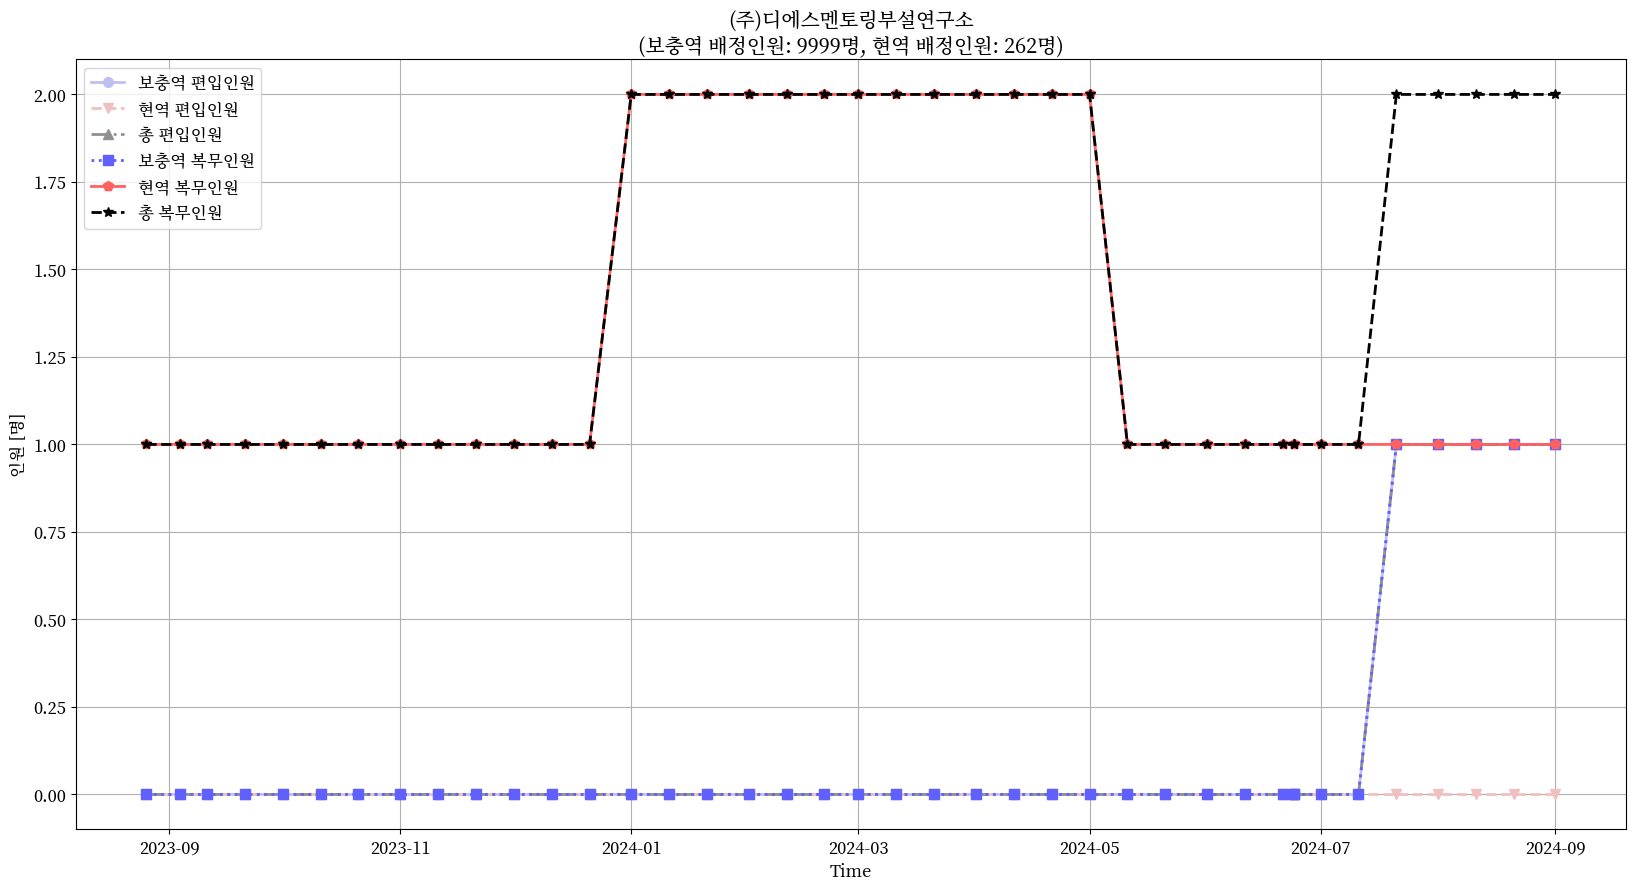 (주)디에스멘토링부설연구소
(보충역 배정인원: 9999명, 현역 배정인원: 262명)
보충역 편입인원
현역 편입인원
총 편입인원
보충역 복무인원
현역 복무인원
총 복무인원
2.00
1.75
1.50
1.25
1.00
0.75
0.50
0.25
0.00
인원 [명]
2023-09 2023-11 2024-01 2024-03 2024-05 2024-07 2024-09
Time